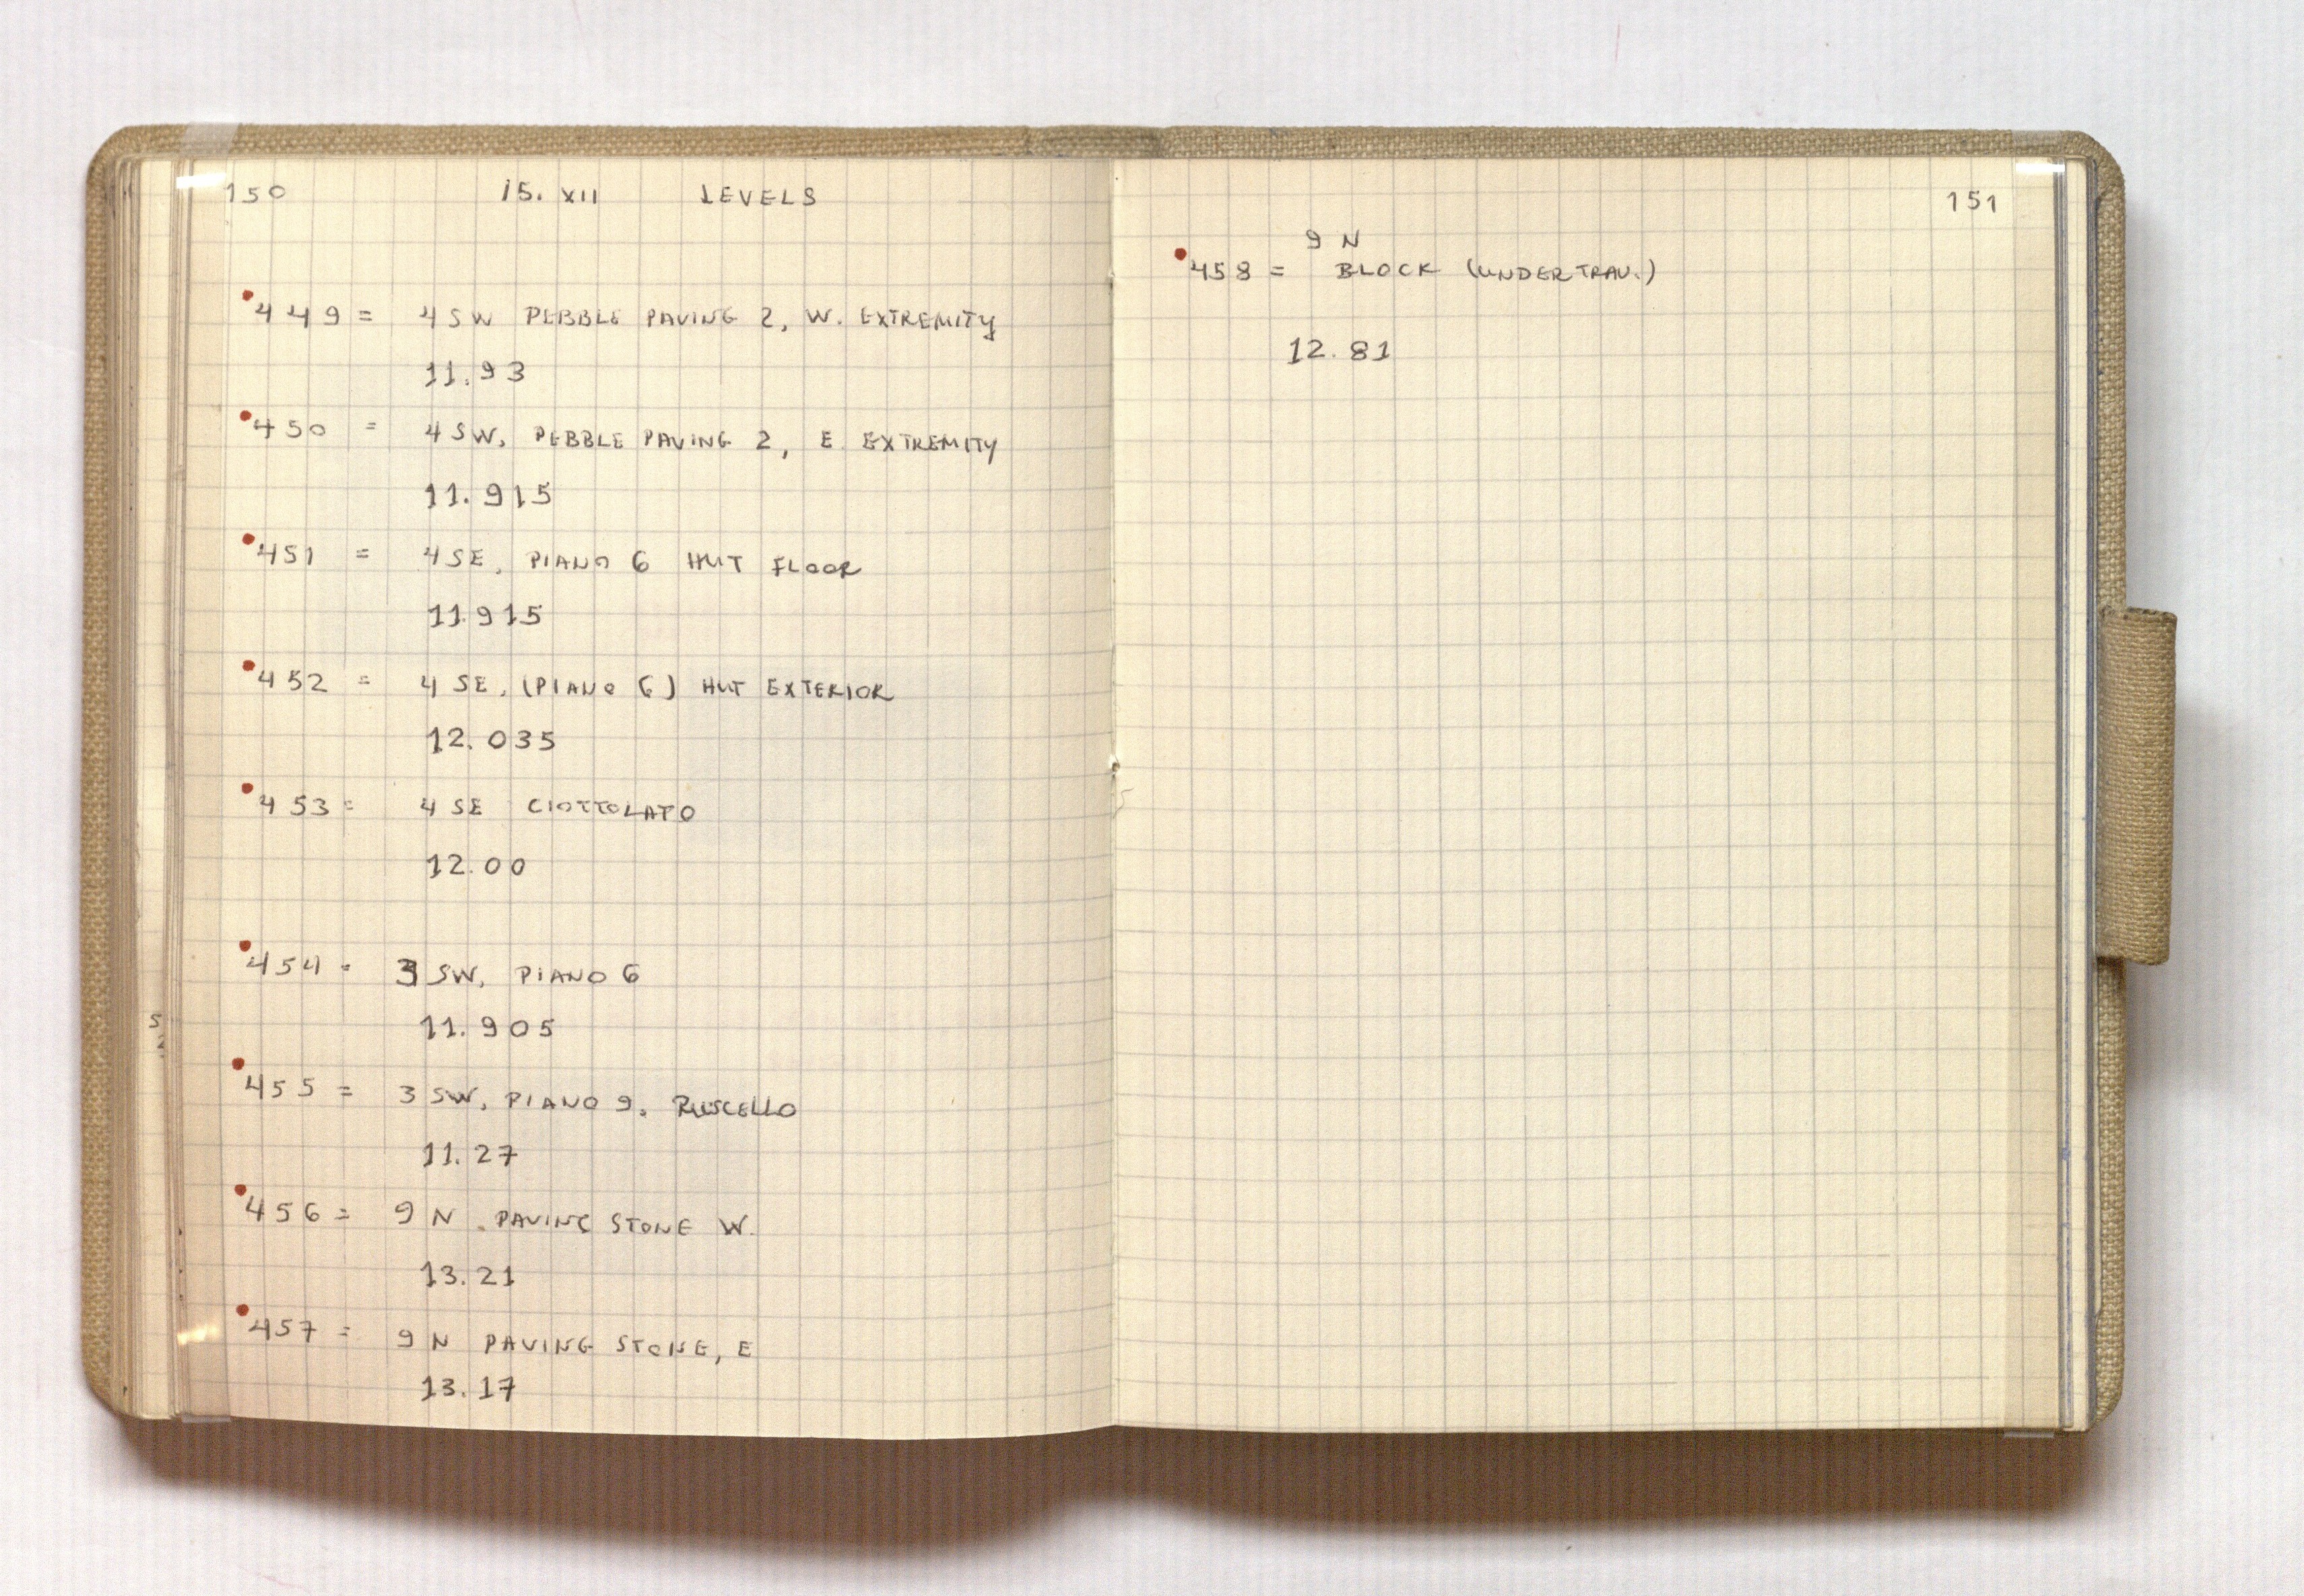 150 15. XII LEVELS
449 = 4 SW PEBBLE PAVING 2, W. EXTREMITY
11.93
450 = 4 SW, PEBBLE PAVING 2, E EXTREMITY
11.915
451 = 4 SE, PIANO 6 HUT FLOOR
11.915
452 = 4 SE, (PIANO 6) HUT EXTERIOR
12.035
453 = 4 SE CIOTTOLATO
12.00
454 = 3 SW, PIANO 6
11.905
455 = 3 SW, PIANO 9. RUSCELLO
11.27
456 = 9 N. PAVING STONE W.
13.21
457 = 9 N PAVING STONE, E
13.17
151
9 N
458 = BLOCK (UNDER TRAV.)
12.81